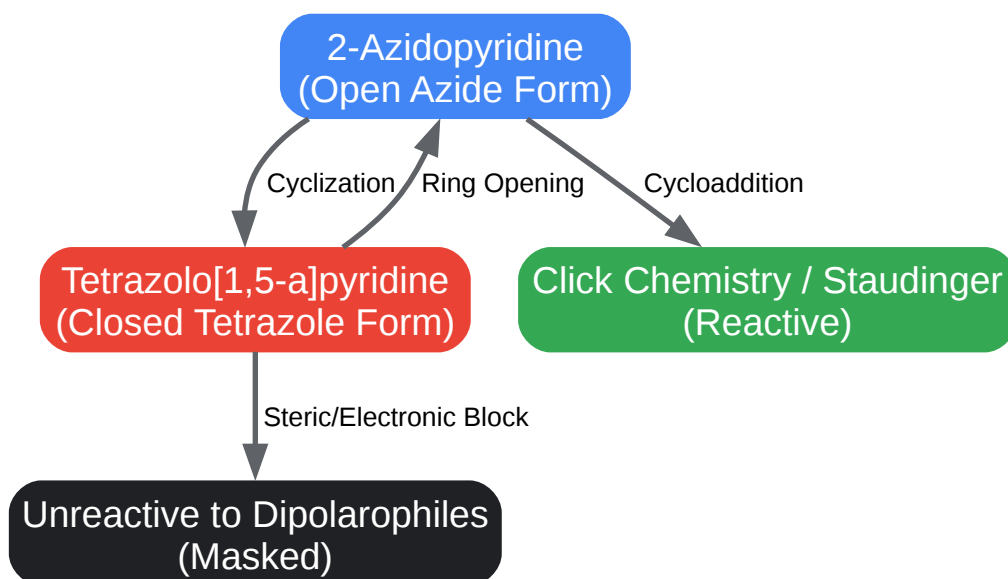 2-Azidopyridine
(Open Azide Form)
Cyclization
Ring Opening
Cycloaddition
Tetrazolo[1,5-a]pyridine
(Closed Tetrazole Form)
Click Chemistry / Staudinger
(Reactive)
Steric/Electronic Block
Unreactive to Dipolarophiles
(Masked)